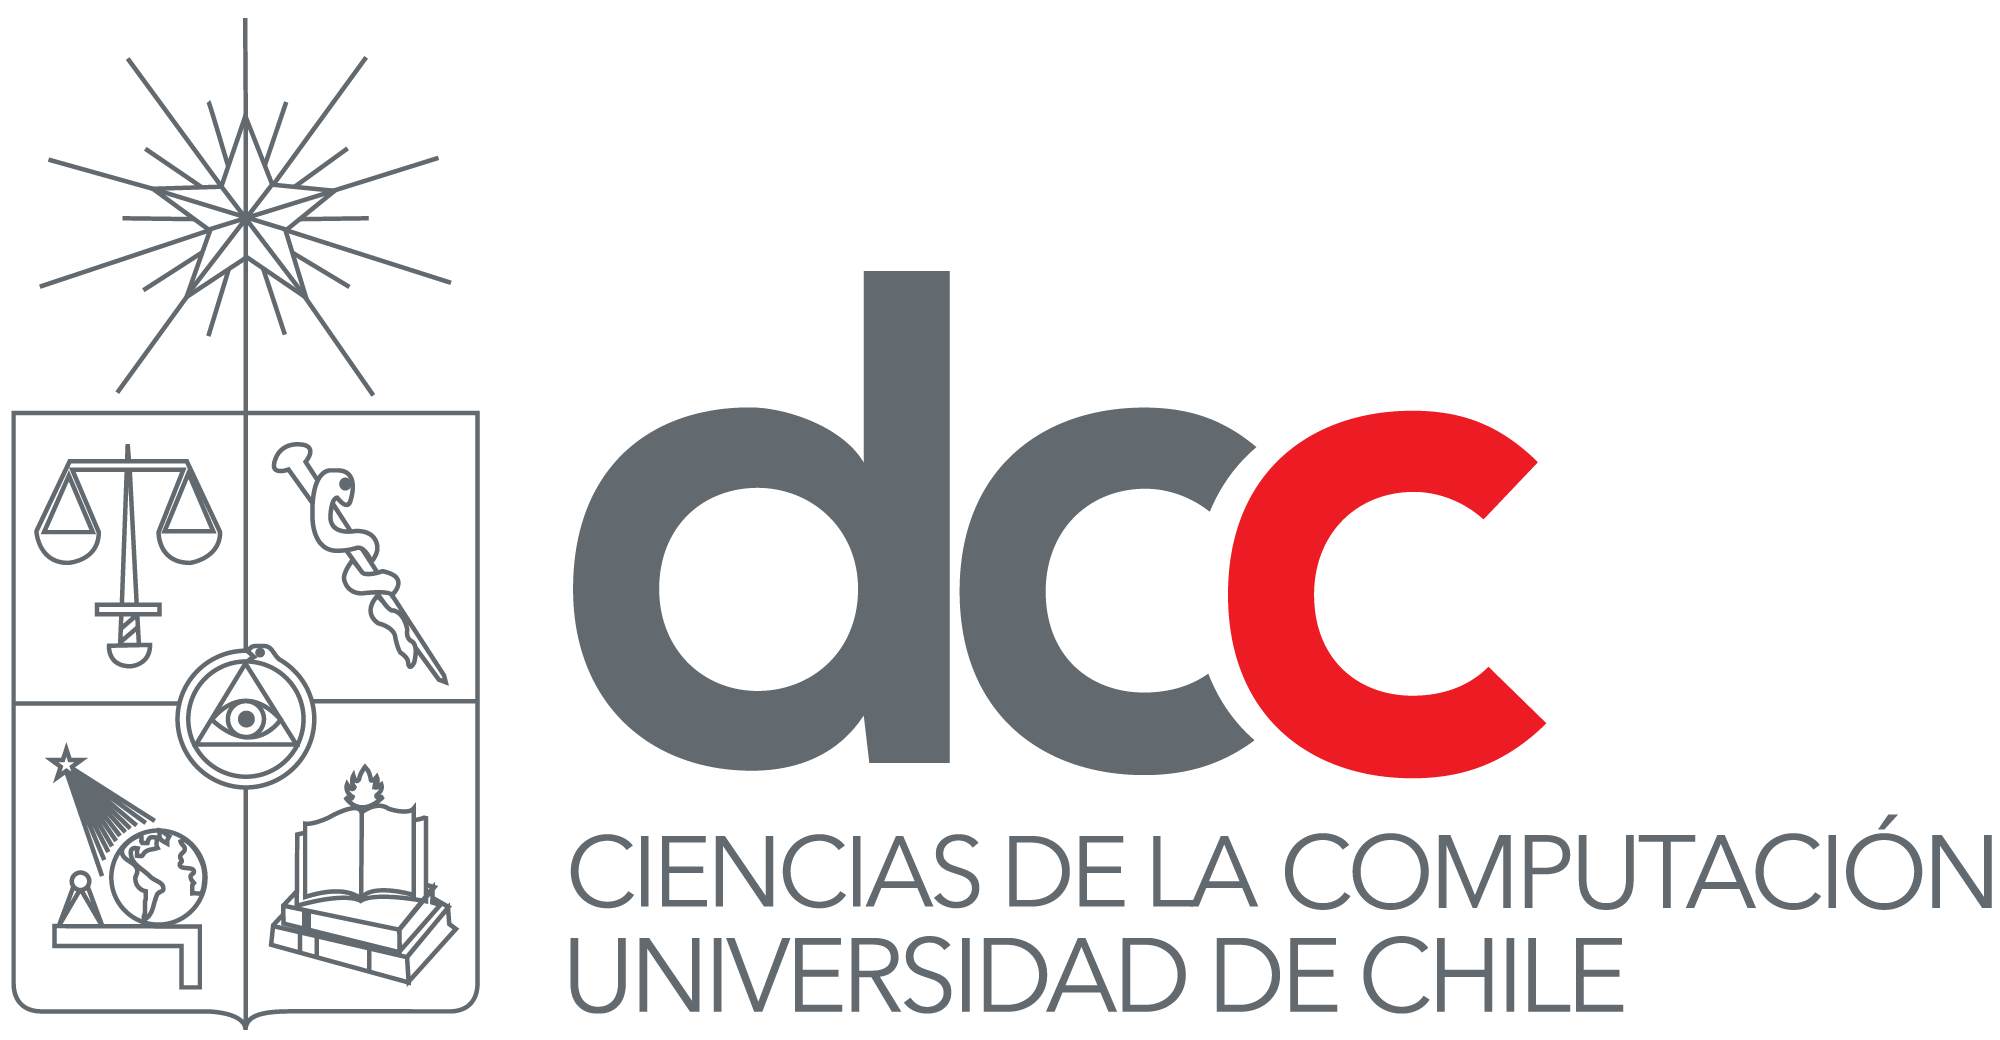 dcc
CIENCIAS DE LA COMPUTACIÓN
UNIVERSIDAD DE CHILE